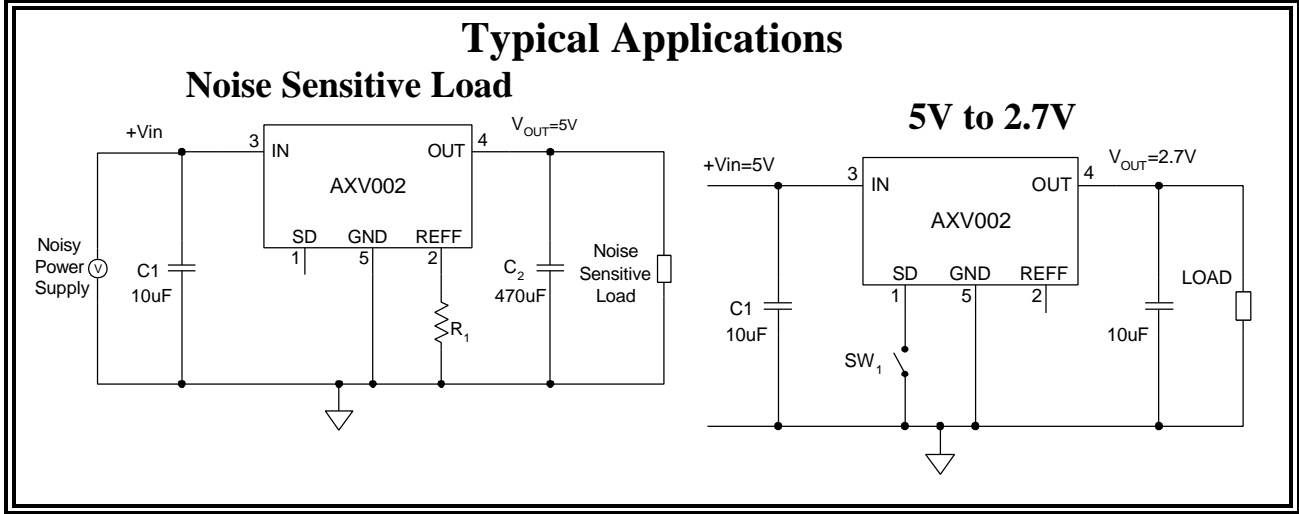 Typical Applications
Noise Sensitive Load
+Vin
3
IN
OUT
4
VOUT=5V
AXV002
SD
GND
REFF
1
5
2
Noisy
Power
Supply
V
C1
10uF
R1
C2
470uF
Noise
Sensitive
Load
5V to 2.7V
+Vin=5V
3
IN
OUT
4
VOUT=2.7V
AXV002
SD
GND
REFF
1
5
2
C1
10uF
SW1
10uF
LOAD